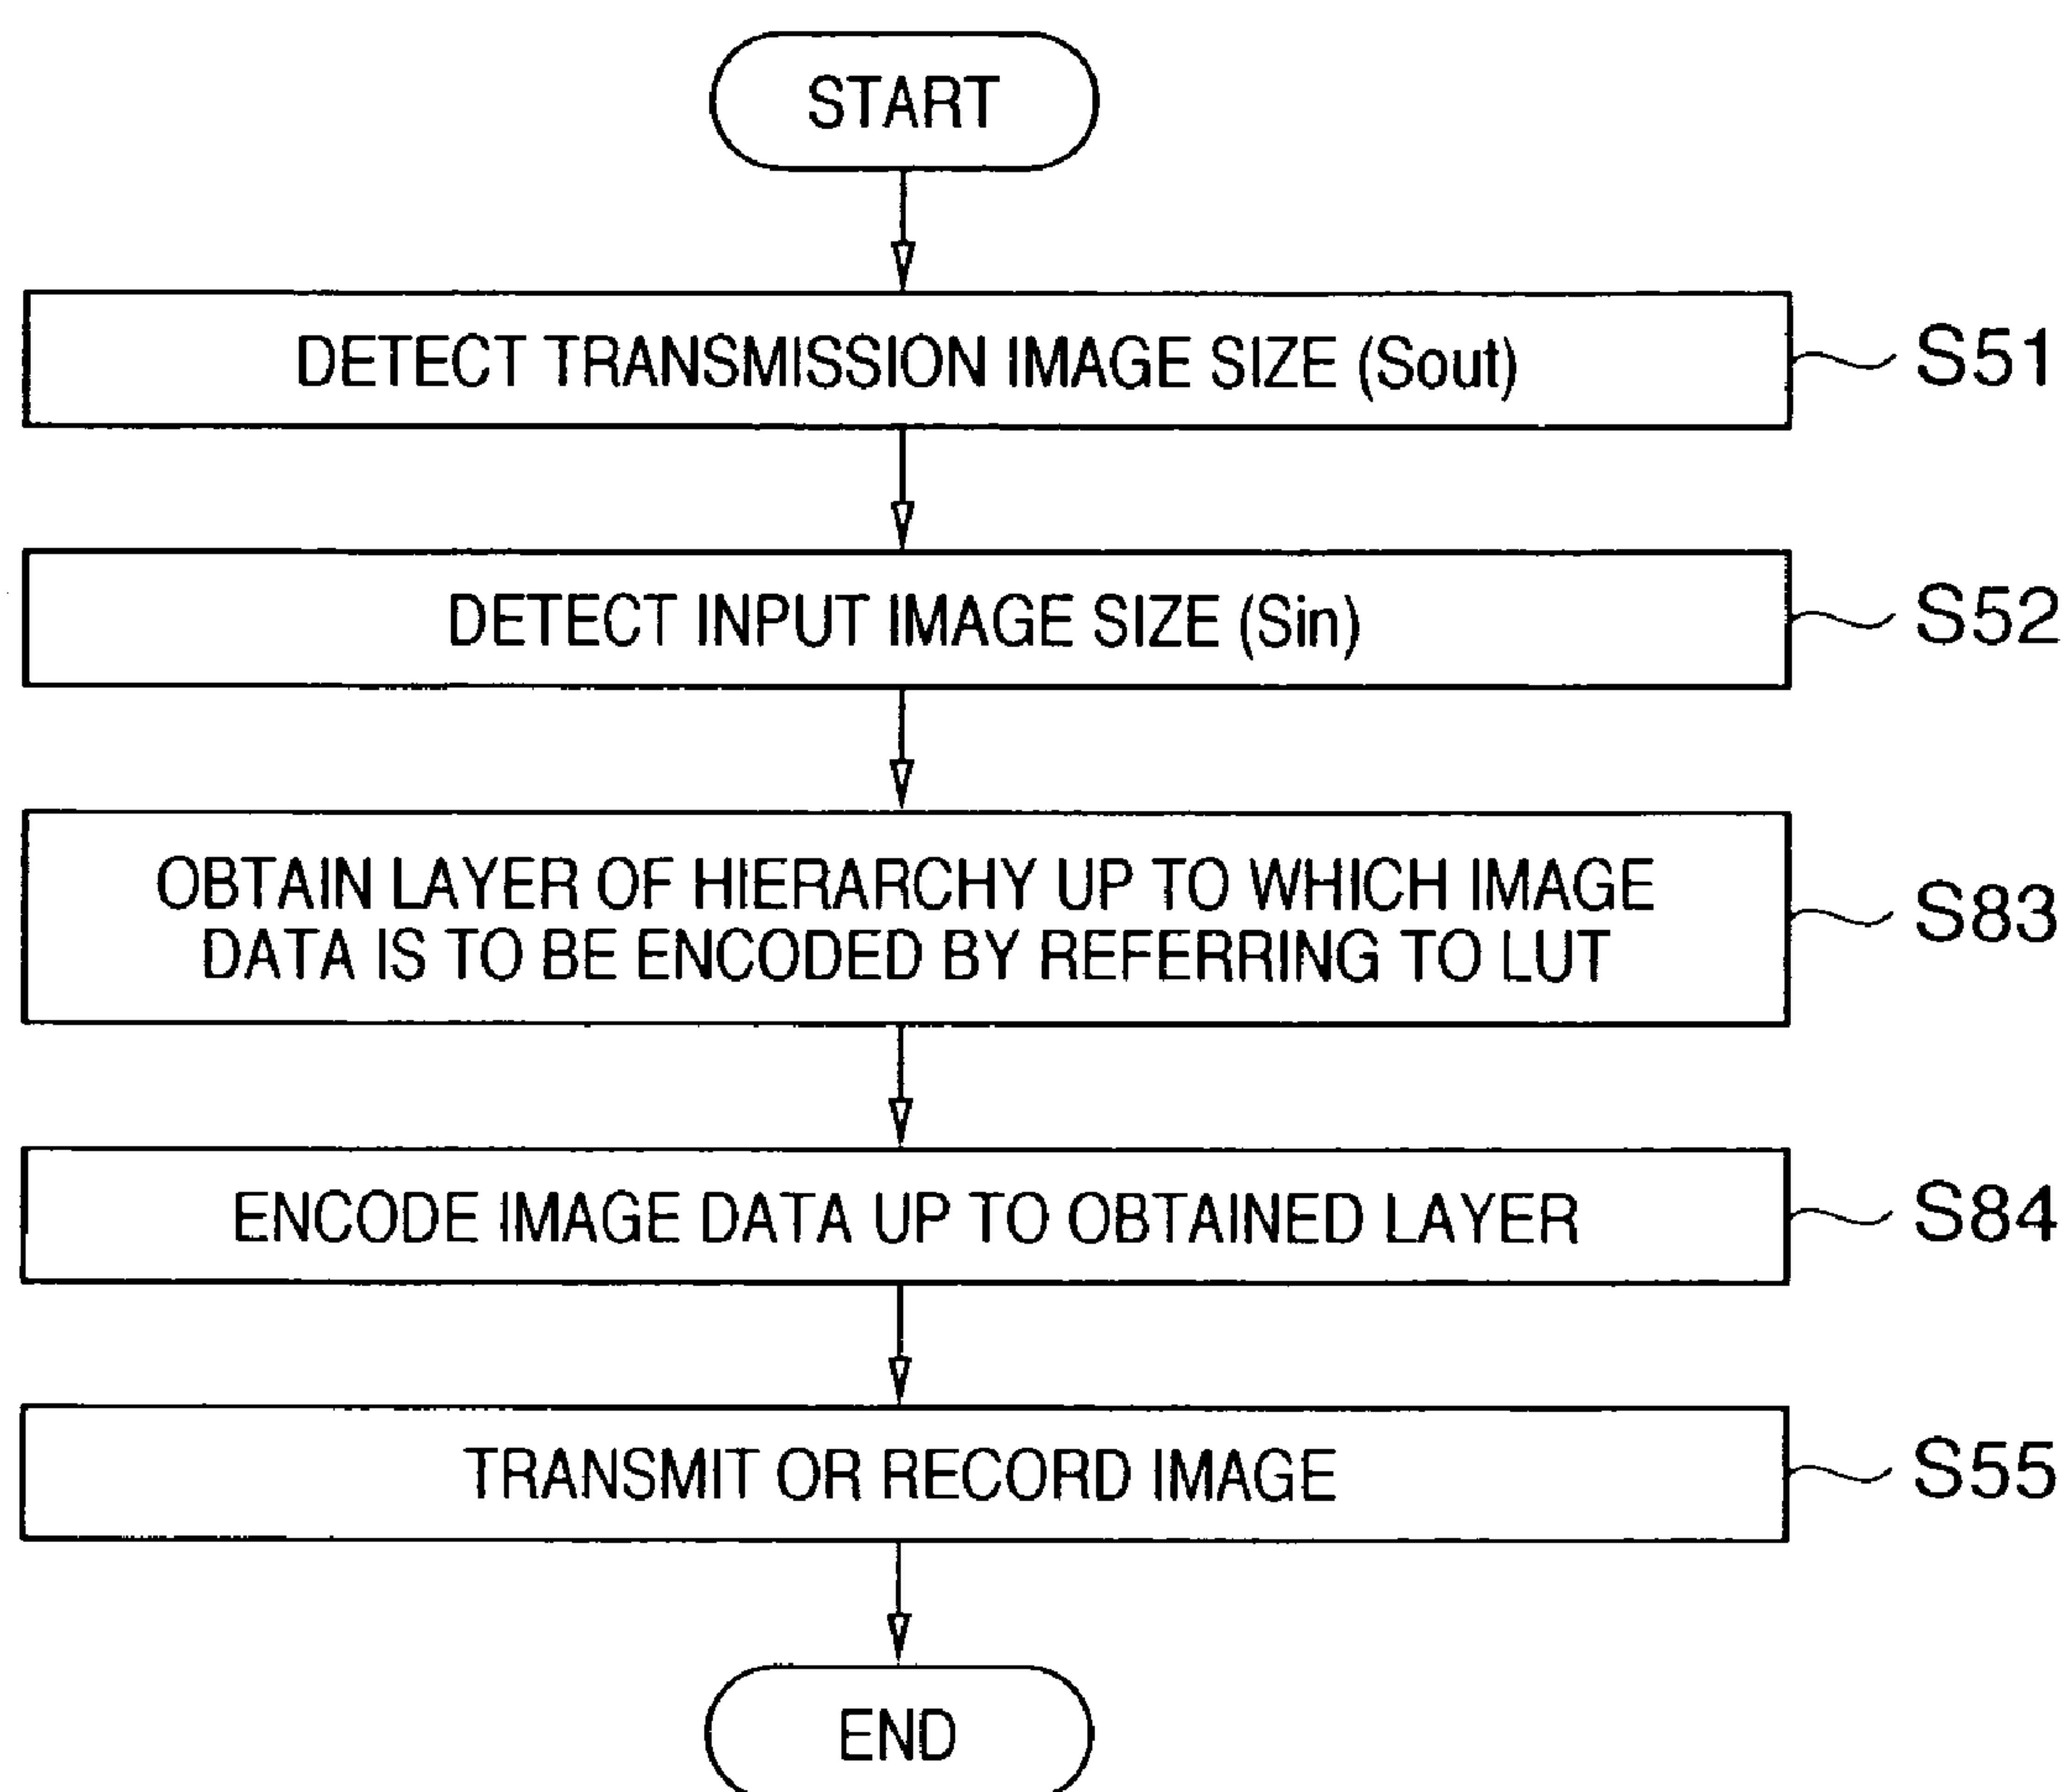 START
DETECT TRANSMISSION IMAGE SIZE (Sout)
S51
DETECT INPUT IMAGE SIZE (Sin)
S52
OBTAIN LAYER OF HIERARCHY UP TO WHICH IMAGE
DATA IS TO BE ENCODED BY REFERRING TO LUT
S83
ENCODE IMAGE DATA UP TO OBTAINED LAYER
S84
TRANSMIT OR RECORD IMAGE
S55
END